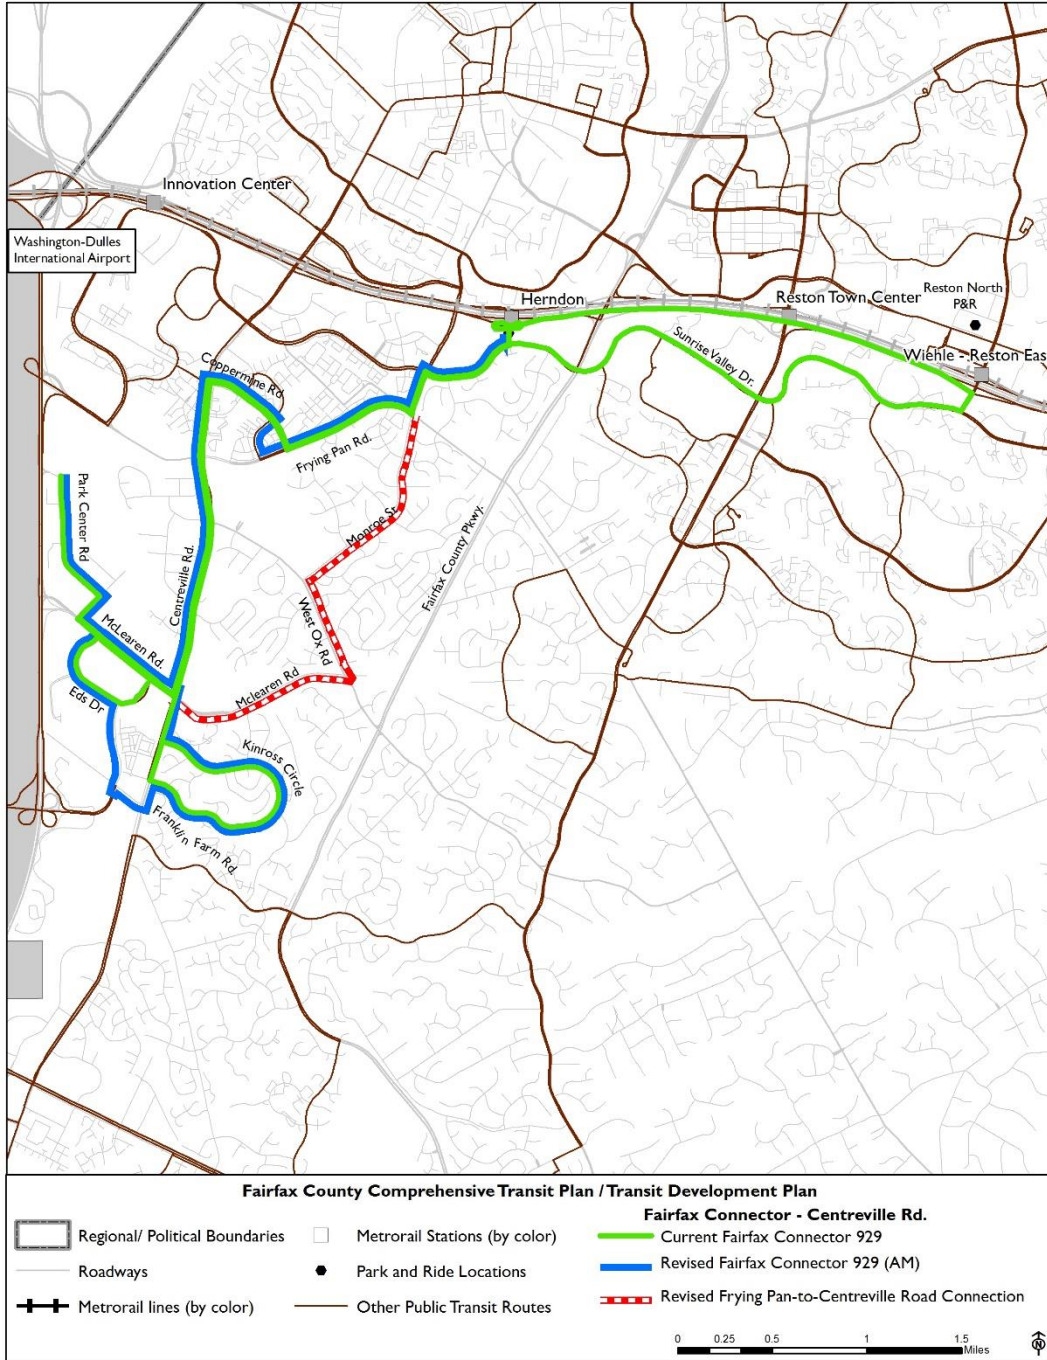 Innovation Center
Washington-Dulles
International Airport
Herndon
Reston Town Center
Reston North
P&R
Wiehle - Reston Eas
Sunrise Valley Dr.
Coppermine Rd
Frying Pan Rd.
Park Center Rd
Centreville Rd.
Monroe St.
Fairfax County Pkwy.
West Ox Rd
McLearen Rd.
Mclearen Rd
Eds Dr
Kinross Circle
Franklin Farm Rd.
Fairfax County Comprehensive Transit Plan / Transit Development Plan
Fairfax Connector - Centreville Rd.
Regional/ Political Boundaries
Metrorail Stations (by color)
Current Fairfax Connector 929
Roadways
Park and Ride Locations
Revised Fairfax Connector 929 (AM)
Metrorail lines (by color)
Other Public Transit Routes
Revised Frying Pan-to-Centreville Road Connection
0 0.25 0.5 1 1.5
Miles
N